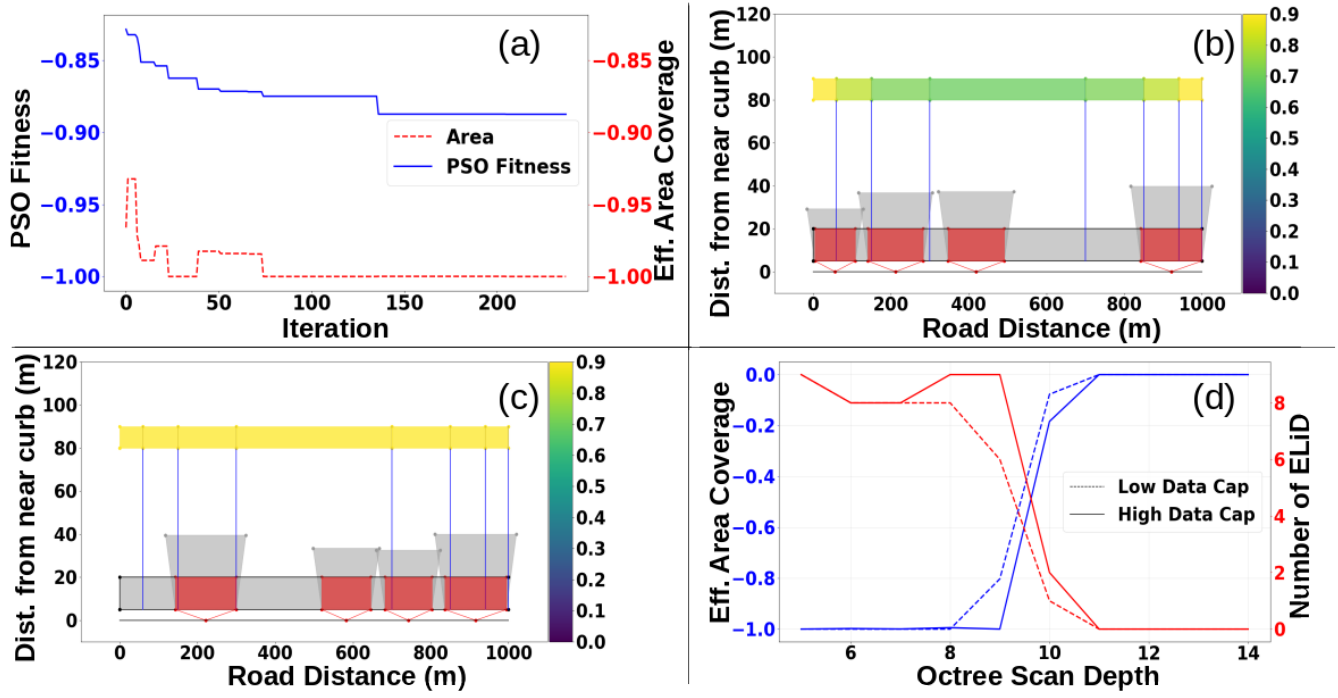 (a)
PSO Fitness
−0.85
−0.90
−0.95
−1.00
Area
PSO Fitness
−0.85
−0.90
−0.95
−1.00
Eff. Area Coverage
0 50 100 150 200
Iteration
(b)
Dist. from near curb (m)
120
100
80
60
40
20
0
0 200 400 600 800 1000
Road Distance (m)
0.9
0.8
0.7
0.6
0.5
0.4
0.3
0.2
0.1
0.0
(c)
Dist. from near curb (m)
120
100
80
60
40
20
0
0 200 400 600 800 1000
Road Distance (m)
0.9
0.8
0.7
0.6
0.5
0.4
0.3
0.2
0.1
0.0
(d)
Eff. Area Coverage
0.0
−0.2
−0.4
−0.6
−0.8
−1.0
Low Data Cap
High Data Cap
8
6
4
2
0
Number of ELiD
6 8 10 12 14
Octree Scan Depth